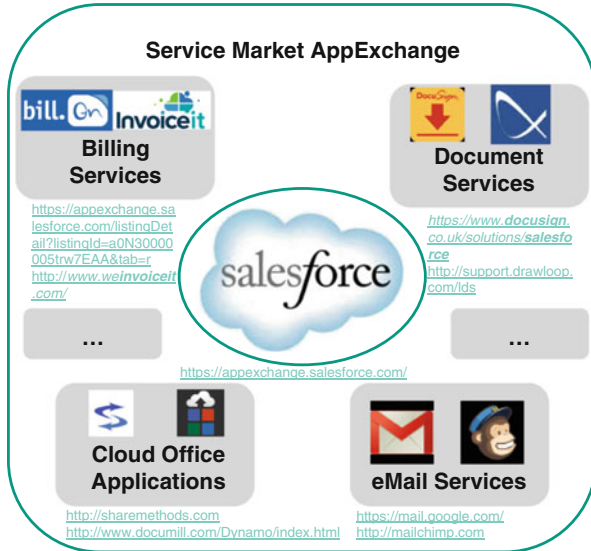 Service Market AppExchange
bill.On
Invoiceit
Billing
Services
https://appexchange.sa
lesforce.com/listingDet
ail?listingId=a0N30000
005trw7EAA&tab=r
http://www.weinvoiceit
.com/
DocuSign
Document
Services
https://www.docusign.
co.uk/solutions/salesfo
rce
http://support.drawloop.
com/lds
salesforce
...
...
https://appexchange.salesforce.com/
Cloud Office
Applications
http://sharemethods.com
http://www.documill.com/Dynamo/index.html
eMail Services
https://mail.google.com/
http://mailchimp.com